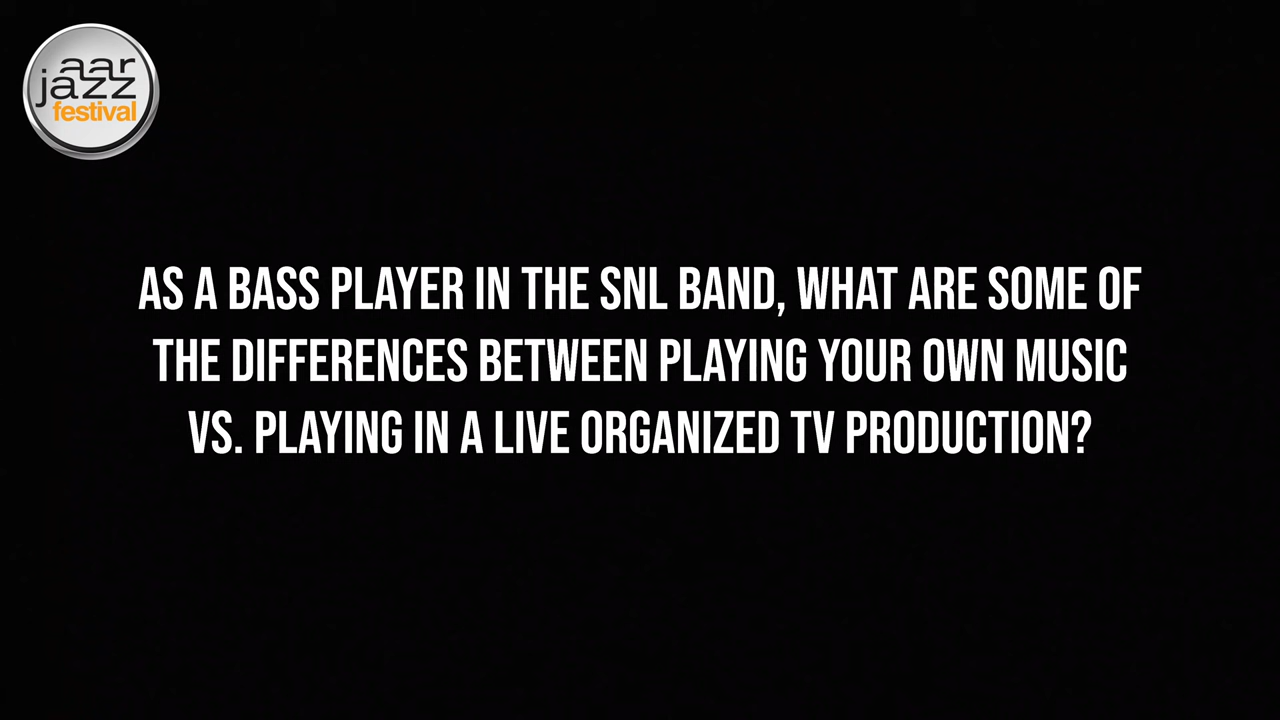 aar
jazz
festival
AS A BASS PLAYER IN THE SNL BAND, WHAT ARE SOME OF
THE DIFFERENCES BETWEEN PLAYING YOUR OWN MUSIC
VS. PLAYING IN A LIVE ORGANIZED TV PRODUCTION?